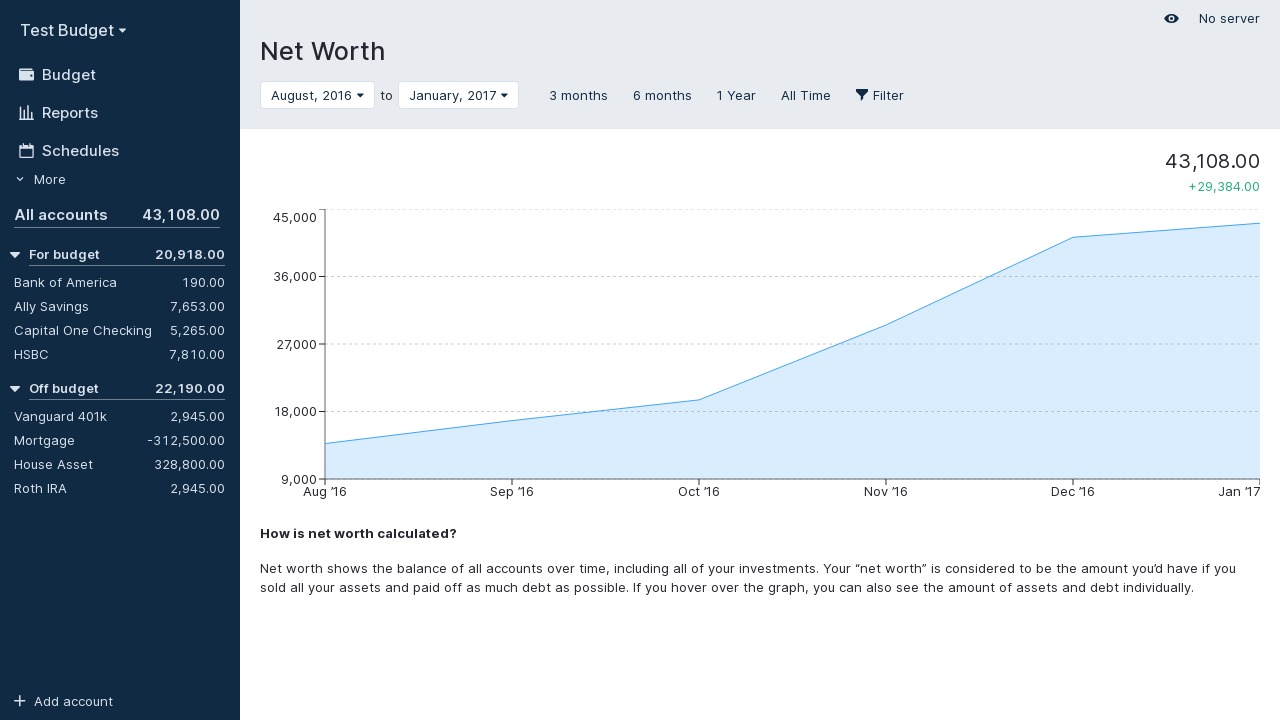 Test Budget
Budget
Reports
Schedules
More
All accounts 43,108.00
For budget 20,918.00
Bank of America 190.00
Ally Savings 7,653.00
Capital One Checking 5,265.00
HSBC 7,810.00
Off budget 22,190.00
Vanguard 401k 2,945.00
Mortgage -312,500.00
House Asset 328,800.00
Roth IRA 2,945.00
Add account
No server
Net Worth
August, 2016 to January, 2017 3 months 6 months 1 Year All Time Filter
43,108.00
+29,384.00
45,000
36,000
27,000
18,000
9,000
Aug ‘16 Sep ‘16 Oct ‘16 Nov ‘16 Dec ‘16 Jan ‘17
How is net worth calculated?
Net worth shows the balance of all accounts over time, including all of your investments. Your “net worth” is considered to be the amount you’d have if you
sold all your assets and paid off as much debt as possible. If you hover over the graph, you can also see the amount of assets and debt individually.